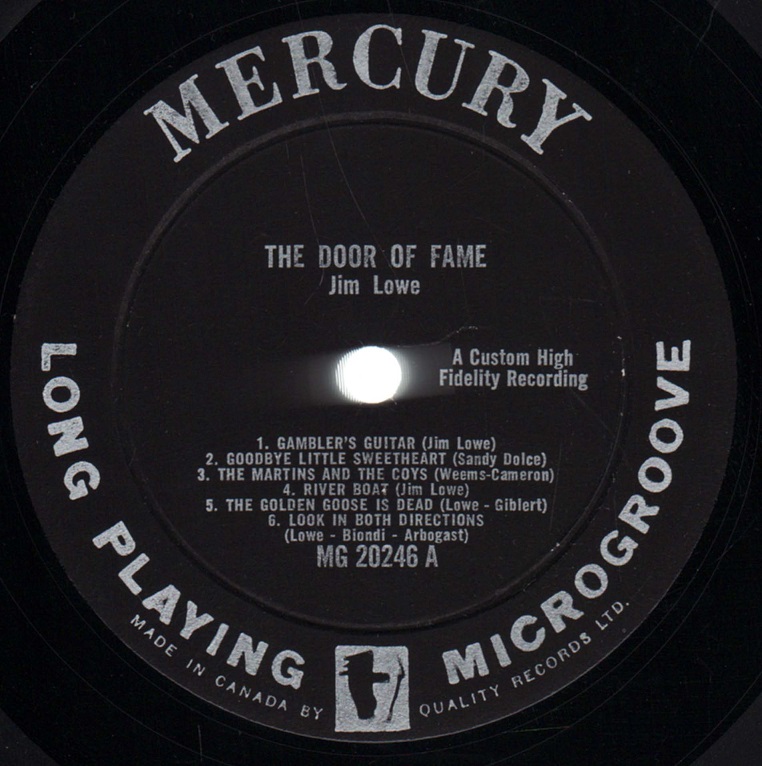 MERCURY
THE DOOR OF FAME
Jim Lowe
A Custom High
Fidelity Recording
1. GAMBLER'S GUITAR (Jim Lowe)
2. GOODBYE LITTLE SWEETHEART (Sandy Dolce)
3. THE MARTINS AND THE COYS (Weems-Cameron)
4. RIVER BOAT (Jim Lowe)
5. THE GOLDEN GOOSE IS DEAD (Lowe - Giblert)
6. LOOK IN BOTH DIRECTIONS
(Lowe - Biondi - Arbogast)
MG 20246 A
LONG PLAYING MICROGROOVE
MADE IN CANADA BY QUALITY RECORDS LTD.